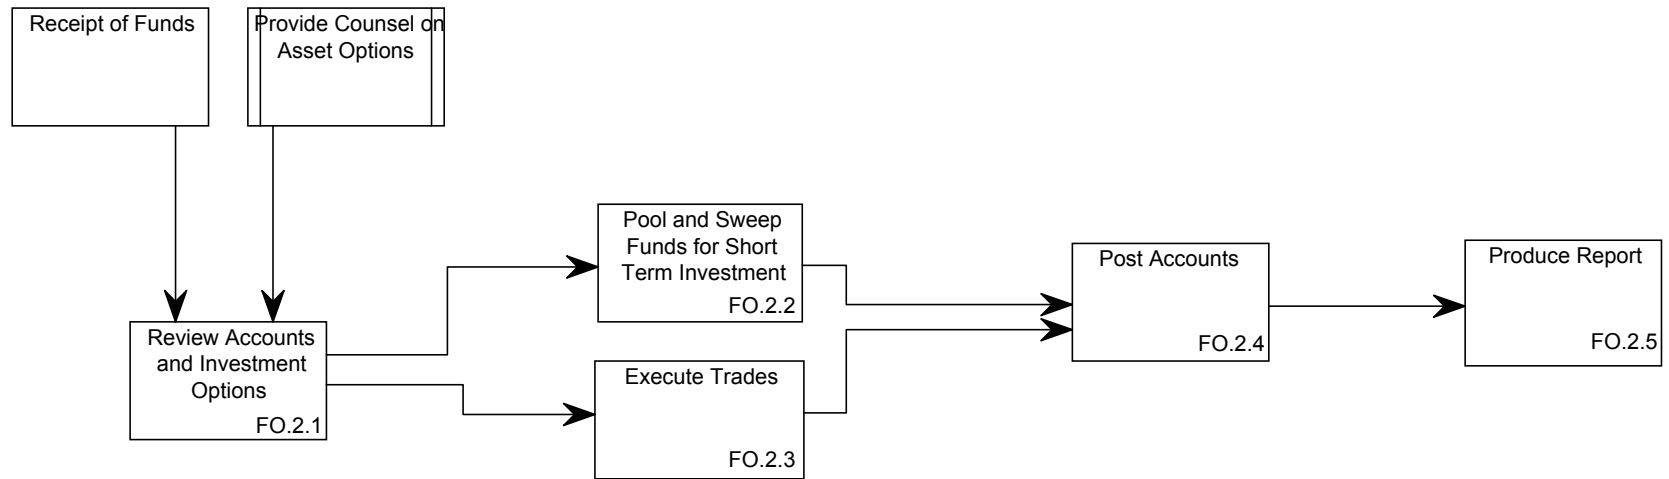 Receipt of Funds
Provide Counsel on
Asset Options
Pool and Sweep
Funds for Short
Term Investment
FO.2.2
Post Accounts
FO.2.4
Produce Report
FO.2.5
Review Accounts
and Investment
Options
FO.2.1
Execute Trades
FO.2.3